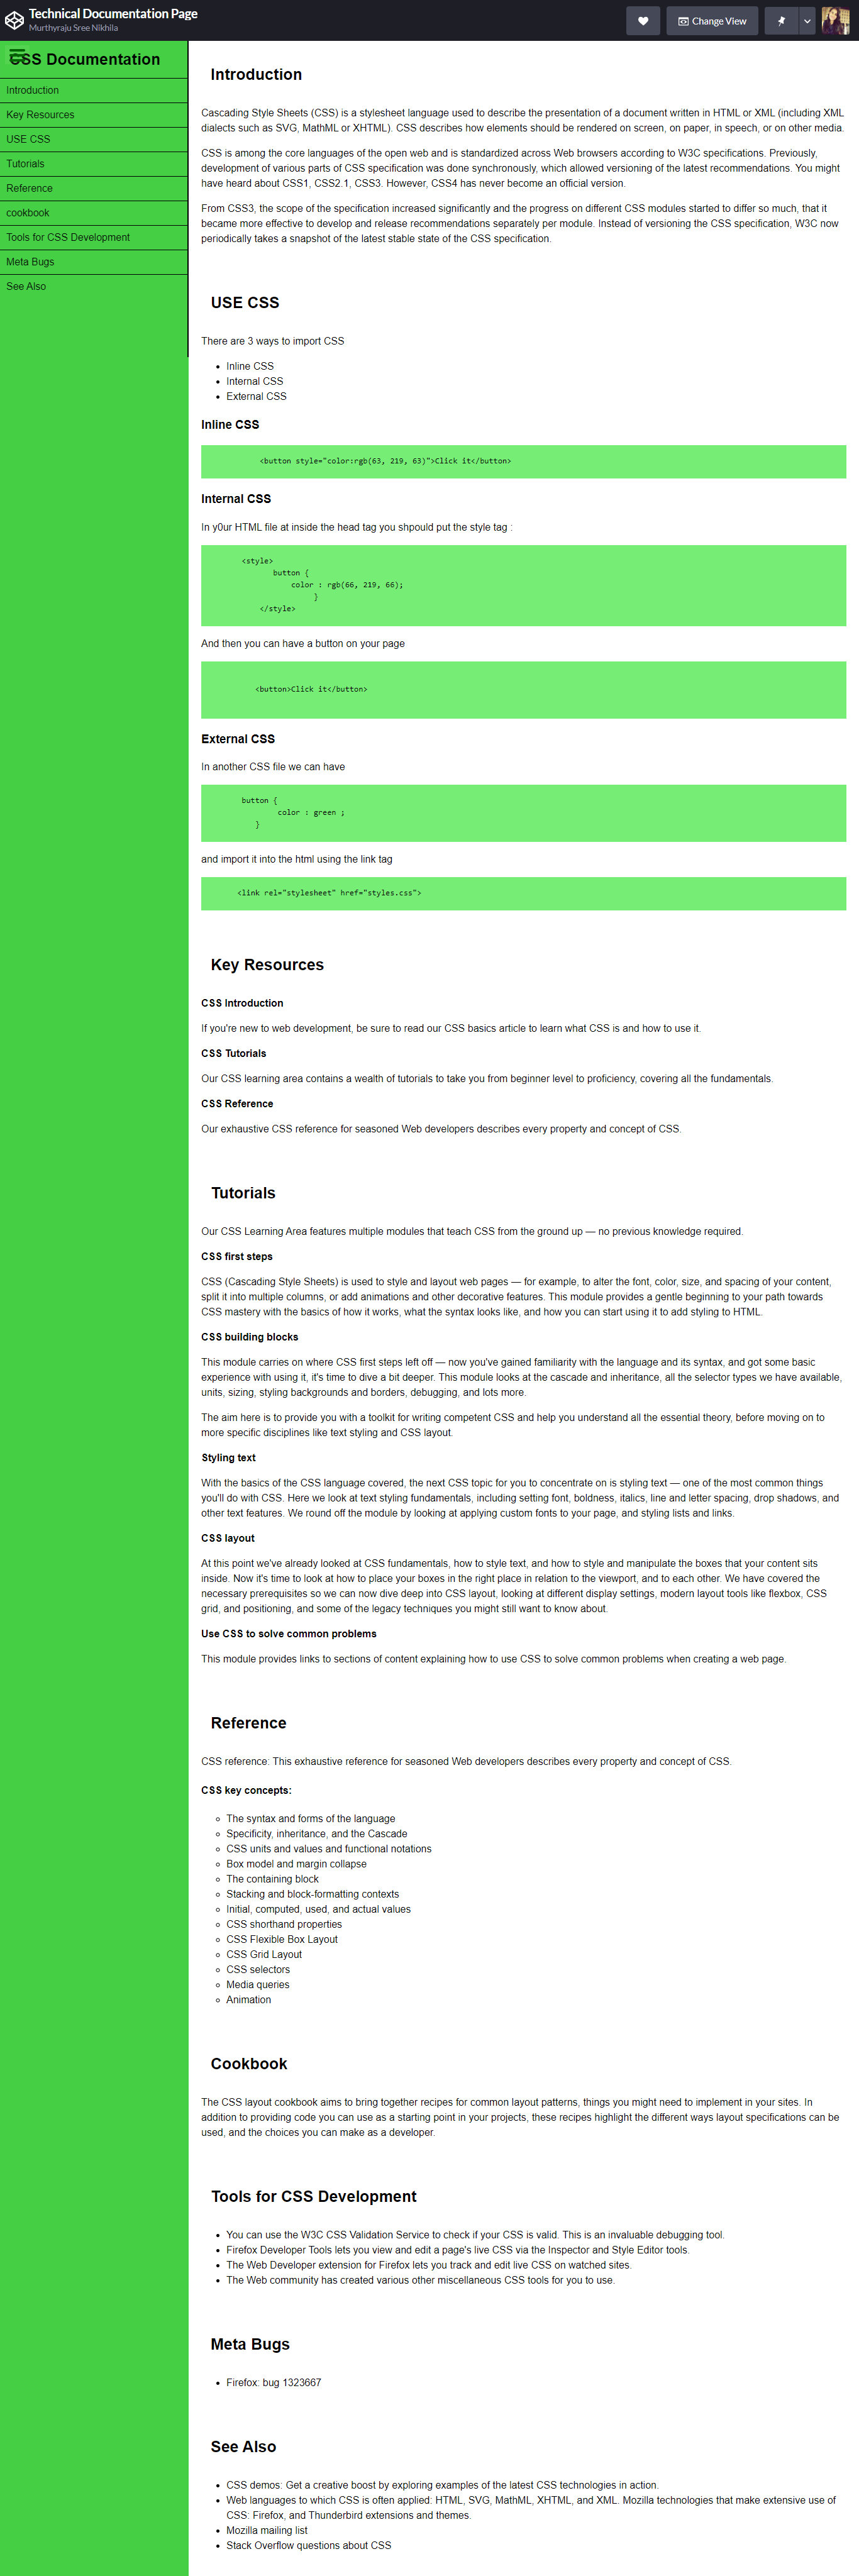 Technical Documentation Page
Murthyraju Sree Nikhila
Change View
CSS Documentation
Introduction
Key Resources
USE CSS
Tutorials
Reference
cookbook
Tools for CSS Development
Meta Bugs
See Also
Introduction
Cascading Style Sheets (CSS) is a stylesheet language used to describe the presentation of a document written in HTML or XML (including XML
dialects such as SVG, MathML or XHTML). CSS describes how elements should be rendered on screen, on paper, in speech, or on other media.
CSS is among the core languages of the open web and is standardized across Web browsers according to W3C specifications. Previously,
development of various parts of CSS specification was done synchronously, which allowed versioning of the latest recommendations. You might
have heard about CSS1, CSS2.1, CSS3. However, CSS4 has never become an official version.
From CSS3, the scope of the specification increased significantly and the progress on different CSS modules started to differ so much, that it
became more effective to develop and release recommendations separately per module. Instead of versioning the CSS specification, W3C now
periodically takes a snapshot of the latest stable state of the CSS specification.
USE CSS
There are 3 ways to import CSS
• Inline CSS
• Internal CSS
• External CSS
Inline CSS
<button style="color:rgb(63, 219, 63)">Click it</button>
Internal CSS
In y0ur HTML file at inside the head tag you shpould put the style tag :
<style>
button {
color : rgb(66, 219, 66);
}
</style>
And then you can have a button on your page
<button>Click it</button>
External CSS
In another CSS file we can have
button {
color : green ;
}
and import it into the html using the link tag
<link rel="stylesheet" href="styles.css">
Key Resources
CSS Introduction
If you're new to web development, be sure to read our CSS basics article to learn what CSS is and how to use it.
CSS Tutorials
Our CSS learning area contains a wealth of tutorials to take you from beginner level to proficiency, covering all the fundamentals.
CSS Reference
Our exhaustive CSS reference for seasoned Web developers describes every property and concept of CSS.
Tutorials
Our CSS Learning Area features multiple modules that teach CSS from the ground up — no previous knowledge required.
CSS first steps
CSS (Cascading Style Sheets) is used to style and layout web pages — for example, to alter the font, color, size, and spacing of your content,
split it into multiple columns, or add animations and other decorative features. This module provides a gentle beginning to your path towards
CSS mastery with the basics of how it works, what the syntax looks like, and how you can start using it to add styling to HTML.
CSS building blocks
This module carries on where CSS first steps left off — now you've gained familiarity with the language and its syntax, and got some basic
experience with using it, it's time to dive a bit deeper. This module looks at the cascade and inheritance, all the selector types we have available,
units, sizing, styling backgrounds and borders, debugging, and lots more.
The aim here is to provide you with a toolkit for writing competent CSS and help you understand all the essential theory, before moving on to
more specific disciplines like text styling and CSS layout.
Styling text
With the basics of the CSS language covered, the next CSS topic for you to concentrate on is styling text — one of the most common things
you'll do with CSS. Here we look at text styling fundamentals, including setting font, boldness, italics, line and letter spacing, drop shadows, and
other text features. We round off the module by looking at applying custom fonts to your page, and styling lists and links.
CSS layout
At this point we've already looked at CSS fundamentals, how to style text, and how to style and manipulate the boxes that your content sits
inside. Now it's time to look at how to place your boxes in the right place in relation to the viewport, and to each other. We have covered the
necessary prerequisites so we can now dive deep into CSS layout, looking at different display settings, modern layout tools like flexbox, CSS
grid, and positioning, and some of the legacy techniques you might still want to know about.
Use CSS to solve common problems
This module provides links to sections of content explaining how to use CSS to solve common problems when creating a web page.
Reference
CSS reference: This exhaustive reference for seasoned Web developers describes every property and concept of CSS.
CSS key concepts:
○ The syntax and forms of the language
○ Specificity, inheritance, and the Cascade
○ CSS units and values and functional notations
○ Box model and margin collapse
○ The containing block
○ Stacking and block-formatting contexts
○ Initial, computed, used, and actual values
○ CSS shorthand properties
○ CSS Flexible Box Layout
○ CSS Grid Layout
○ CSS selectors
○ Media queries
○ Animation
Cookbook
The CSS layout cookbook aims to bring together recipes for common layout patterns, things you might need to implement in your sites. In
addition to providing code you can use as a starting point in your projects, these recipes highlight the different ways layout specifications can be
used, and the choices you can make as a developer.
Tools for CSS Development
• You can use the W3C CSS Validation Service to check if your CSS is valid. This is an invaluable debugging tool.
• Firefox Developer Tools lets you view and edit a page's live CSS via the Inspector and Style Editor tools.
• The Web Developer extension for Firefox lets you track and edit live CSS on watched sites.
• The Web community has created various other miscellaneous CSS tools for you to use.
Meta Bugs
• Firefox: bug 1323667
See Also
• CSS demos: Get a creative boost by exploring examples of the latest CSS technologies in action.
• Web languages to which CSS is often applied: HTML, SVG, MathML, XHTML, and XML. Mozilla technologies that make extensive use of
CSS: Firefox, and Thunderbird extensions and themes.
• Mozilla mailing list
• Stack Overflow questions about CSS